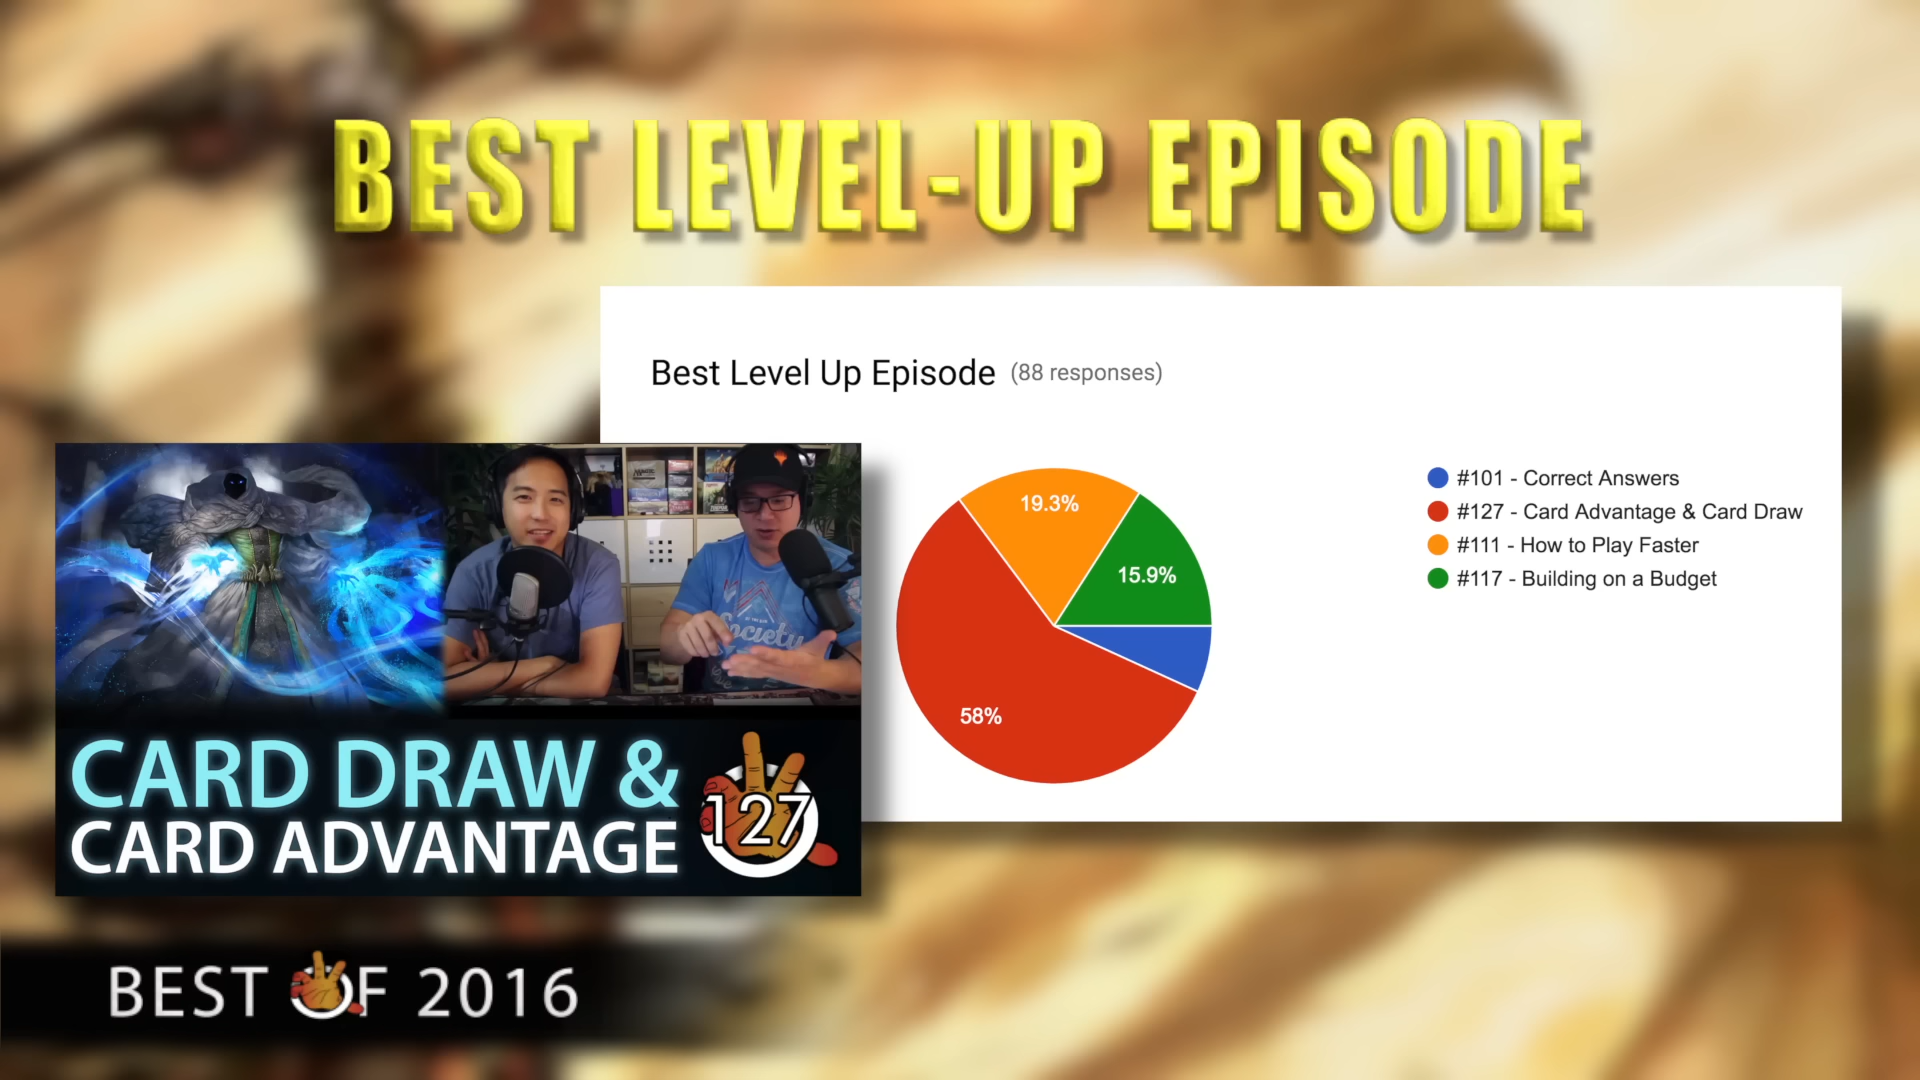 BEST LEVEL-UP EPISODE
Best Level Up Episode (88 responses)
19.3%
15.9%
58%
#101 - Correct Answers
#127 - Card Advantage & Card Draw
#111 - How to Play Faster
#117 - Building on a Budget
Society
CARD DRAW &
CARD ADVANTAGE
127
BEST OF 2016